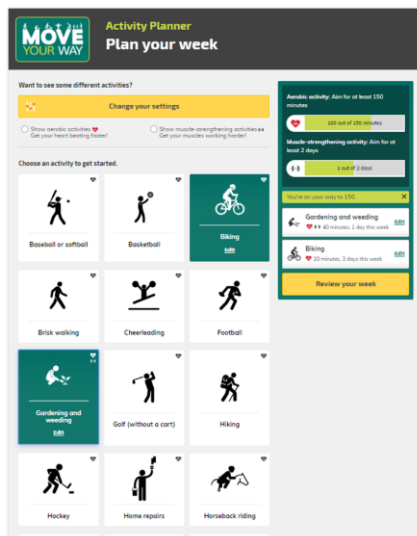 MOVE
YOUR WAY
Activity Planner
Plan your week
Want to see some different activities?
Change your settings
Show aerobic activities
Get your heart beating faster!
Show muscle-strengthening activities
Get your muscles working harder!
Choose an activity to get started.
Baseball or softball
Basketball
Biking
Edit
Brisk walking
Cheerleading
Football
Gardening and
weeding
Edit
Golf (without a cart)
Hiking
Hockey
Home repairs
Horseback riding
Aerobic activity: Aim for at least 150
minutes
100 out of 150 minutes
Muscle-strengthening activity: Aim for at
least 2 days
1 out of 2 days
You're on your way to 150.
Gardening and weeding
40 minutes, 1 day this week
Edit
Biking
20 minutes, 3 days this week
Edit
Review your week